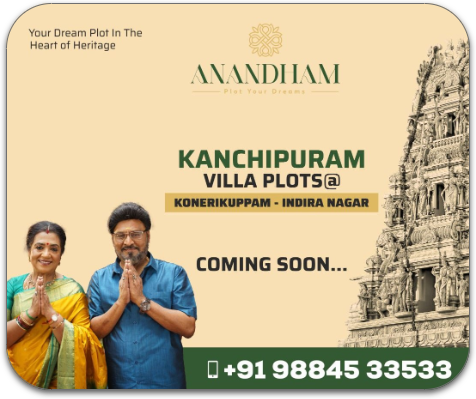 Your Dream Plot In The
Heart of Heritage
ANANDHAM
Plot Your Dreams
KANCHIPURAM
VILLA PLOTS@
KONERIKUPPAM - INDIRA NAGAR
COMING SOON...
+91 98845 33533